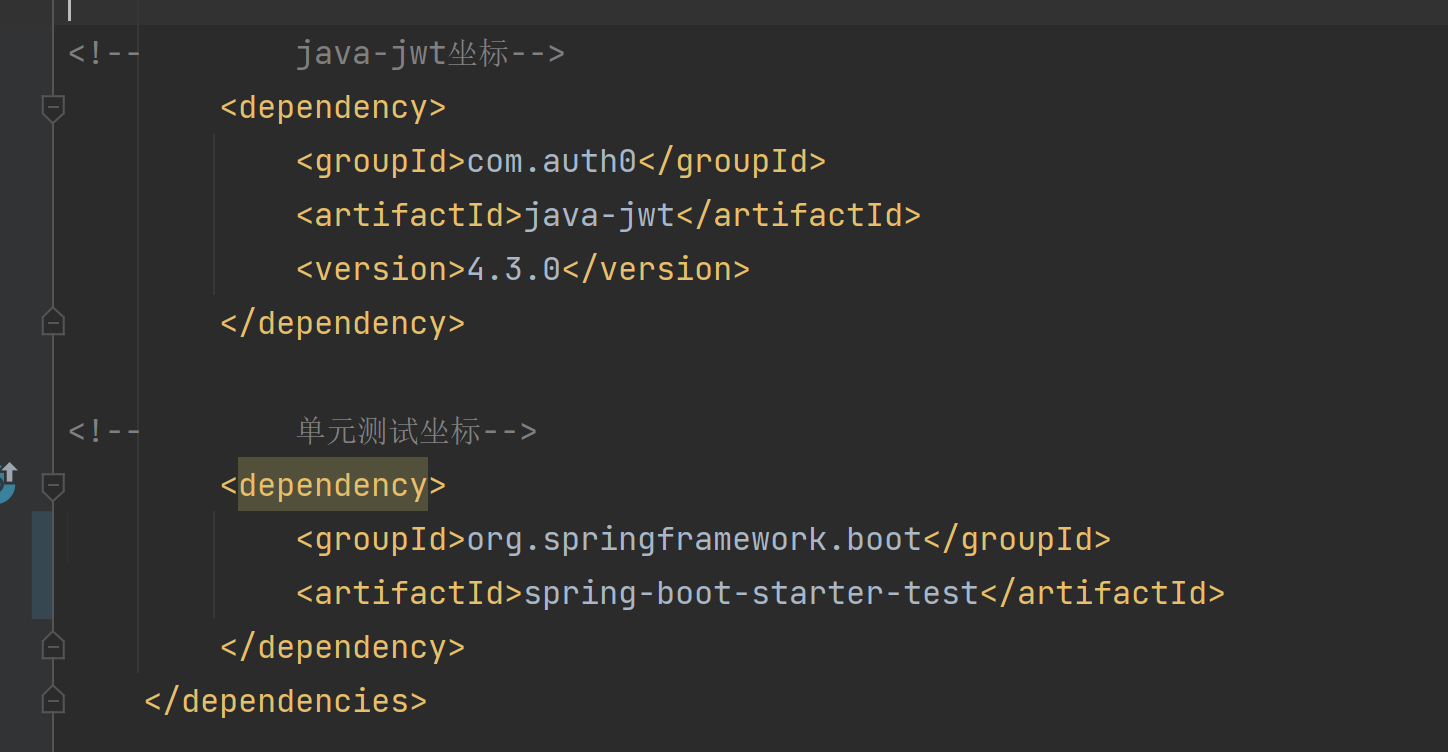 <!--        java-jwt坐标-->
        <dependency>
            <groupId>com.auth0</groupId>
            <artifactId>java-jwt</artifactId>
            <version>4.3.0</version>
        </dependency>
<!--        单元测试坐标-->
        <dependency>
            <groupId>org.springframework.boot</groupId>
            <artifactId>spring-boot-starter-test</artifactId>
        </dependency>
    </dependencies>